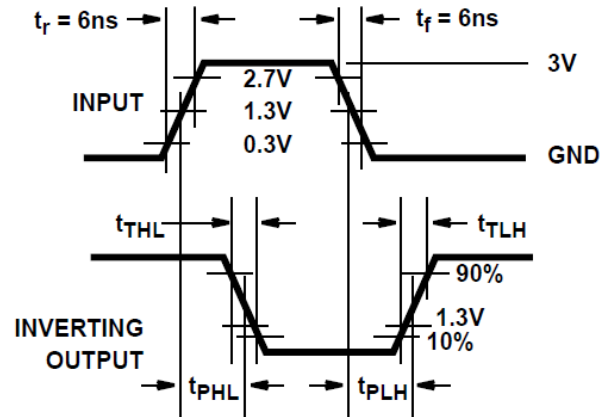 tr = 6ns
tf = 6ns
3V
2.7V
INPUT
1.3V
0.3V
GND
tTHL
tTLH
90%
1.3V
INVERTING
OUTPUT
10%
tPHL
tPLH